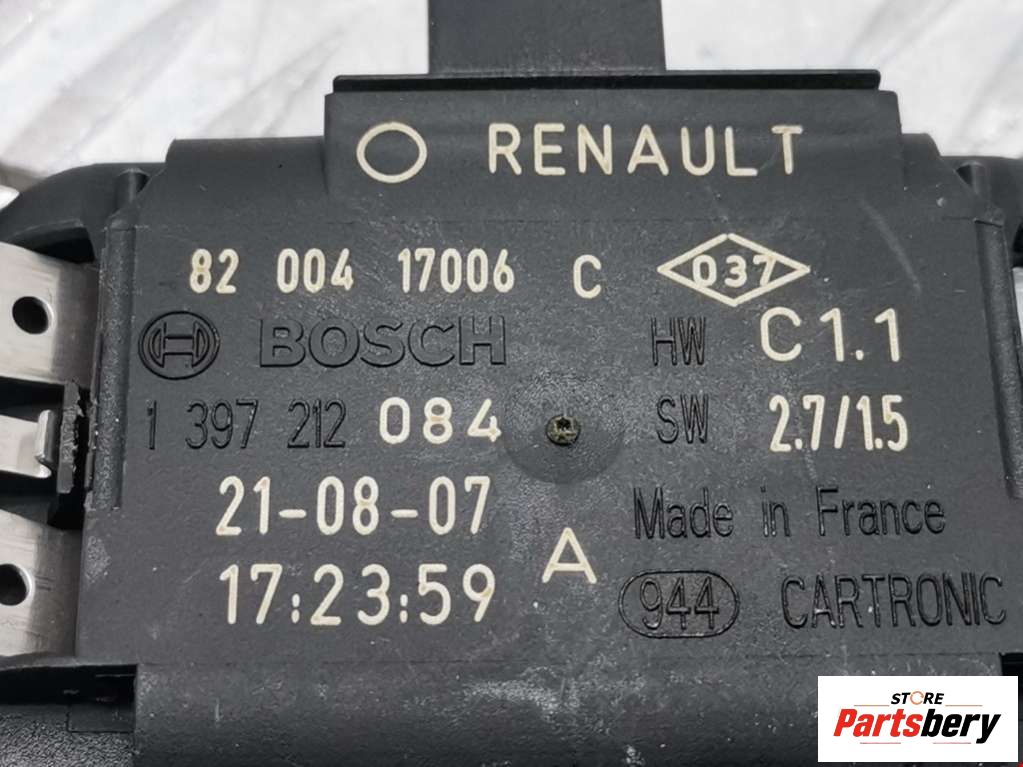 RENAULT
82 004 17006 C 037
BOSCH HW C1.1
1 397 212 084 SW 2.7/1.5
21-08-07 Made in France
17:23:59 A 944 CARTRONIC
STORE
Partsbery